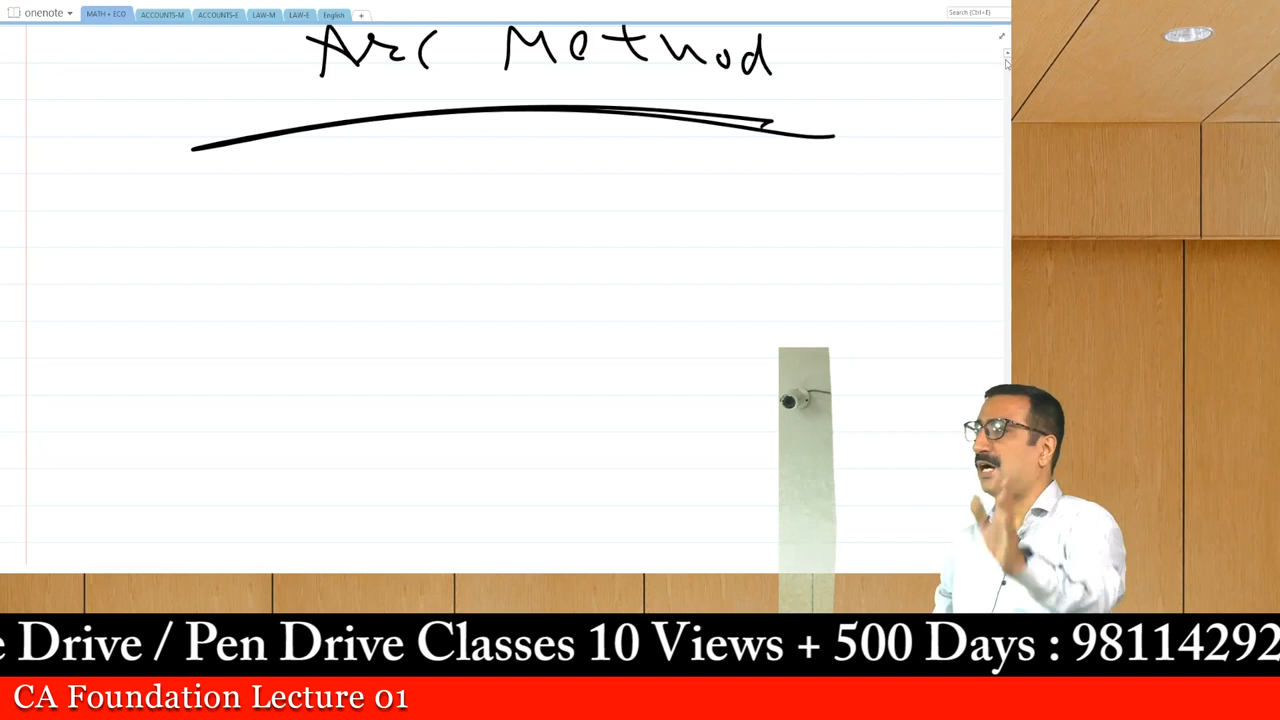 onenote MATH + ECO ACCOUNTS-M ACCOUNTS-E LAW-M LAW-E English + Search (Ctrl+E)
Arc Method
e Drive / Pen Drive Classes 10 Views + 500 Days : 98114292
CA Foundation Lecture 01